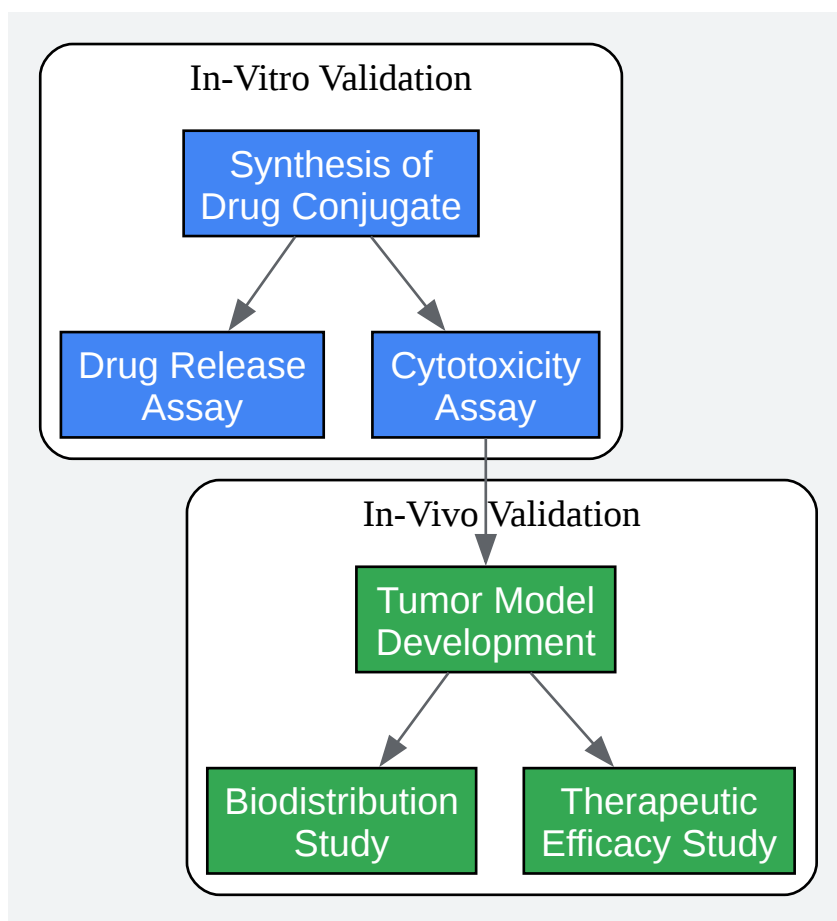 In-Vitro Validation
Synthesis of
Drug Conjugate
Drug Release
Assay
Cytotoxicity
Assay
In-Vivo Validation
Tumor Model
Development
Biodistribution
Study
Therapeutic
Efficacy Study